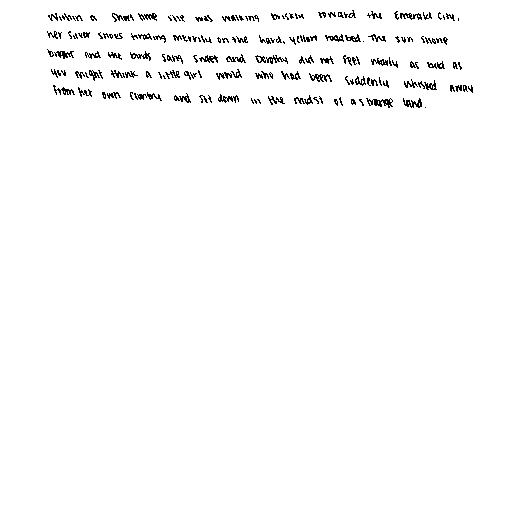 Within a short time she was walking briskly toward the Emerald City,
her silver shoes tinkling merrily on the hard, yellow roadbed. The sun shone
bright and the birds sang sweet and Dorothy did not feel nearly as bad as
you might think a little girl would who had been suddenly whisked away
from her own country and sit down in the midst of a strange land.